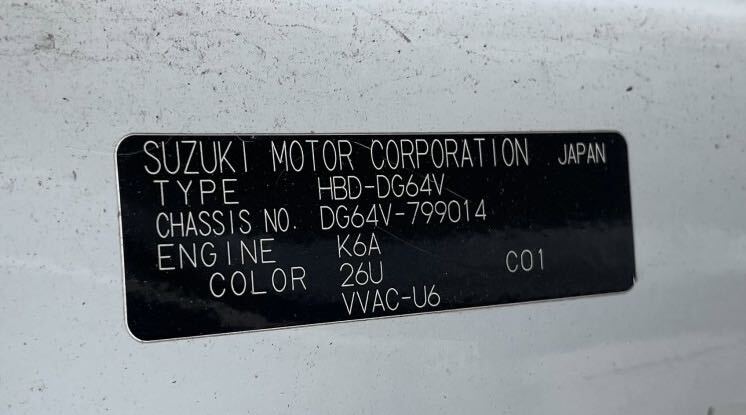 SUZUKI MOTOR CORPORATION JAPAN
TYPE HBD-DG64V
CHASSIS NO. DG64V-799014
ENGINE K6A
COLOR 26U C01
VVAC-U6